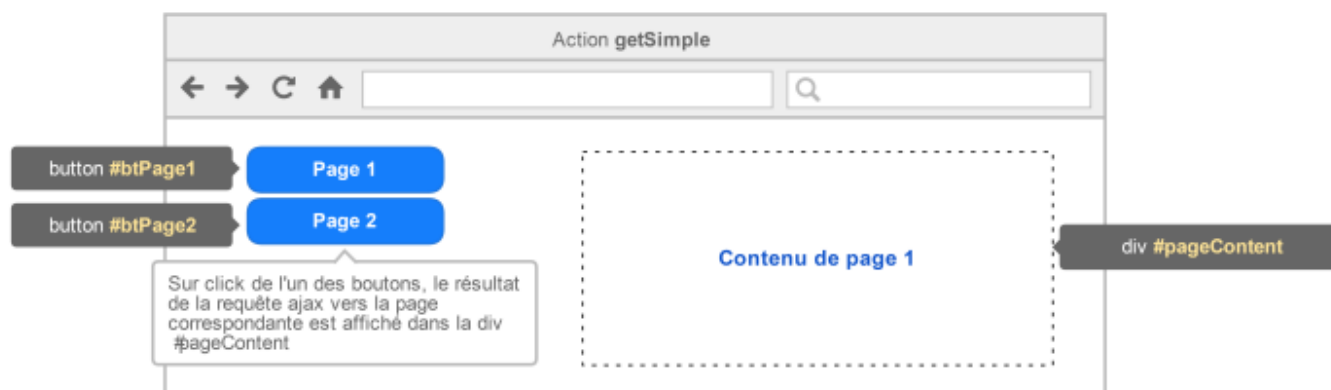 Action getSimple
button #btPage1
Page 1
button #btPage2
Page 2
Sur click de l'un des boutons, le résultat
de la requête ajax vers la page
correspondante est affiché dans la div
#pageContent
Contenu de page 1
div #pageContent